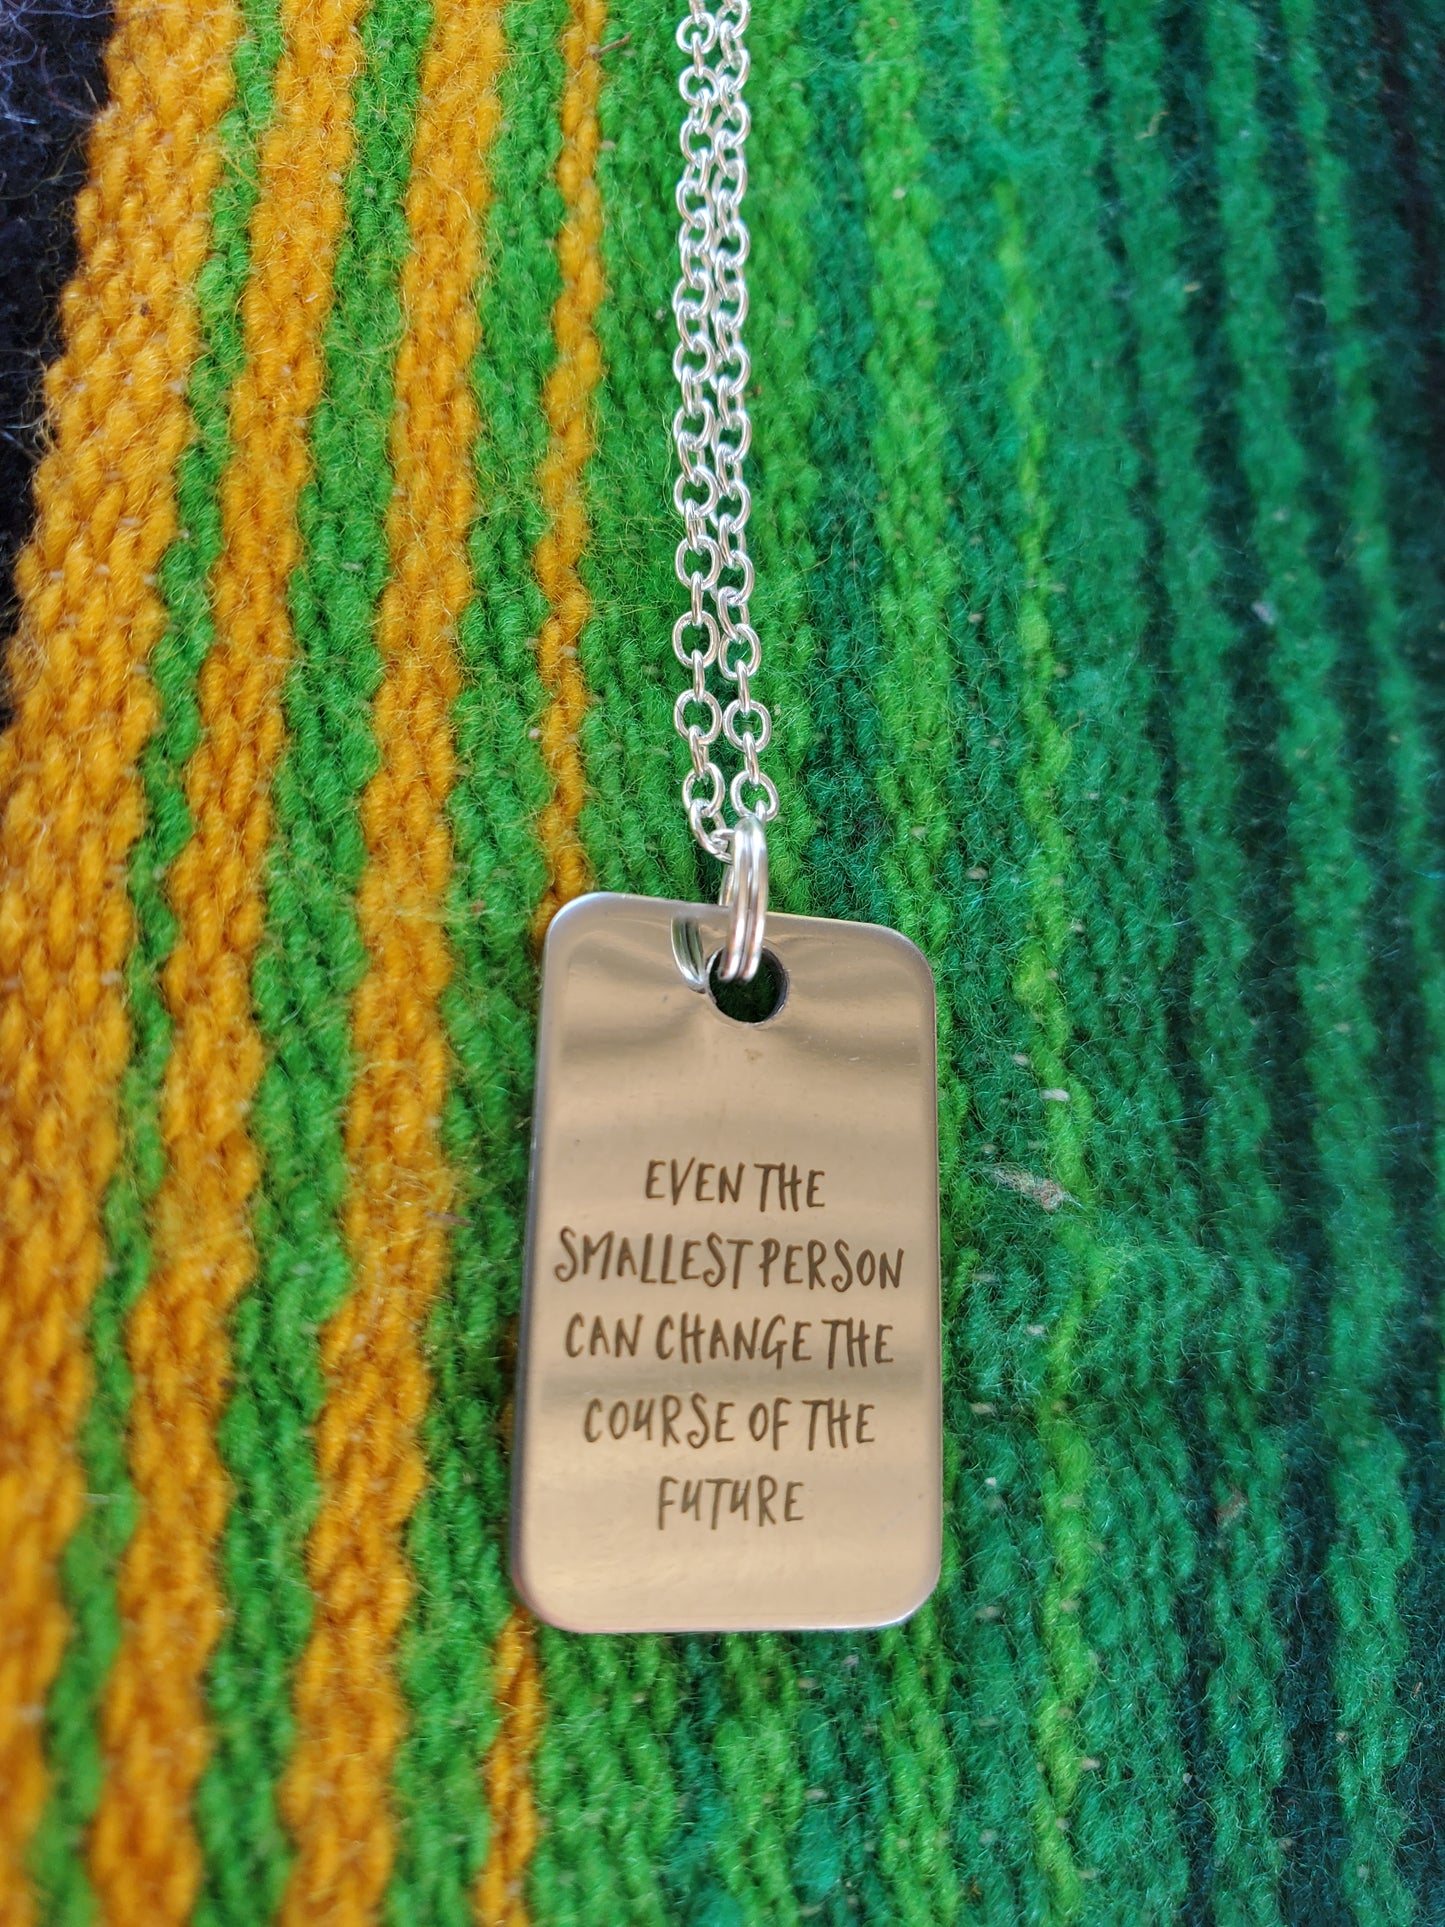 EVEN THE
SMALLEST PERSON
CAN CHANGE THE
COURSE OF THE
FUTURE